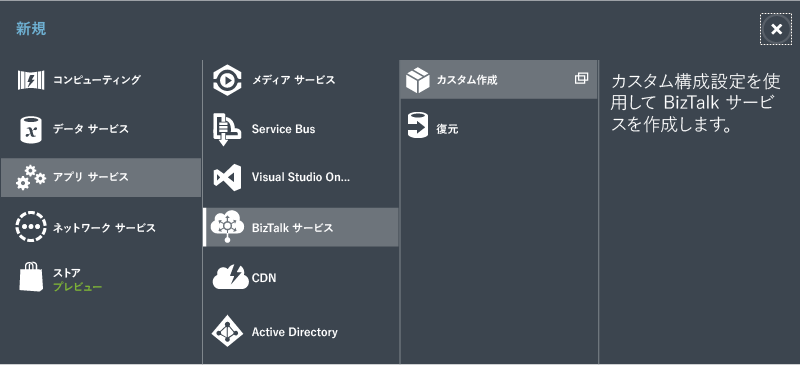 新規
コンピューティング
データ サービス
アプリ サービス
ネットワーク サービス
ストア
プレビュー
メディア サービス
Service Bus
Visual Studio On...
BizTalk サービス
CDN
Active Directory
カスタム作成
復元
カスタム構成設定を使
用して BizTalk サービ
スを作成します。